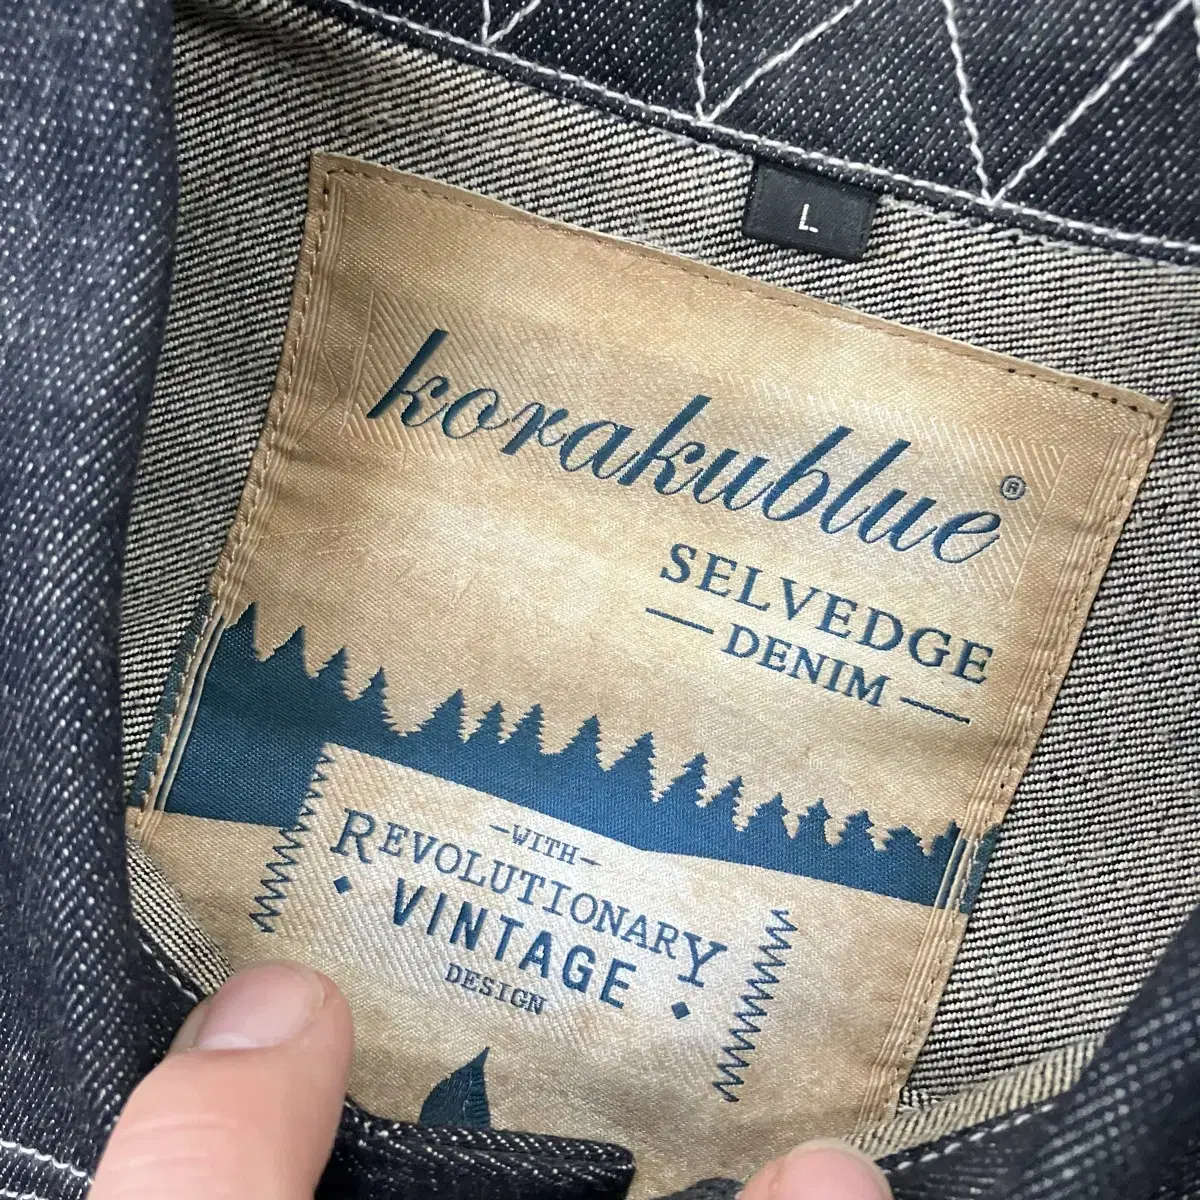 L
korakublue®
SELVEDGE
— DENIM —
–WITH–
REVOLUTIONARY
VINTAGE
DESIGN